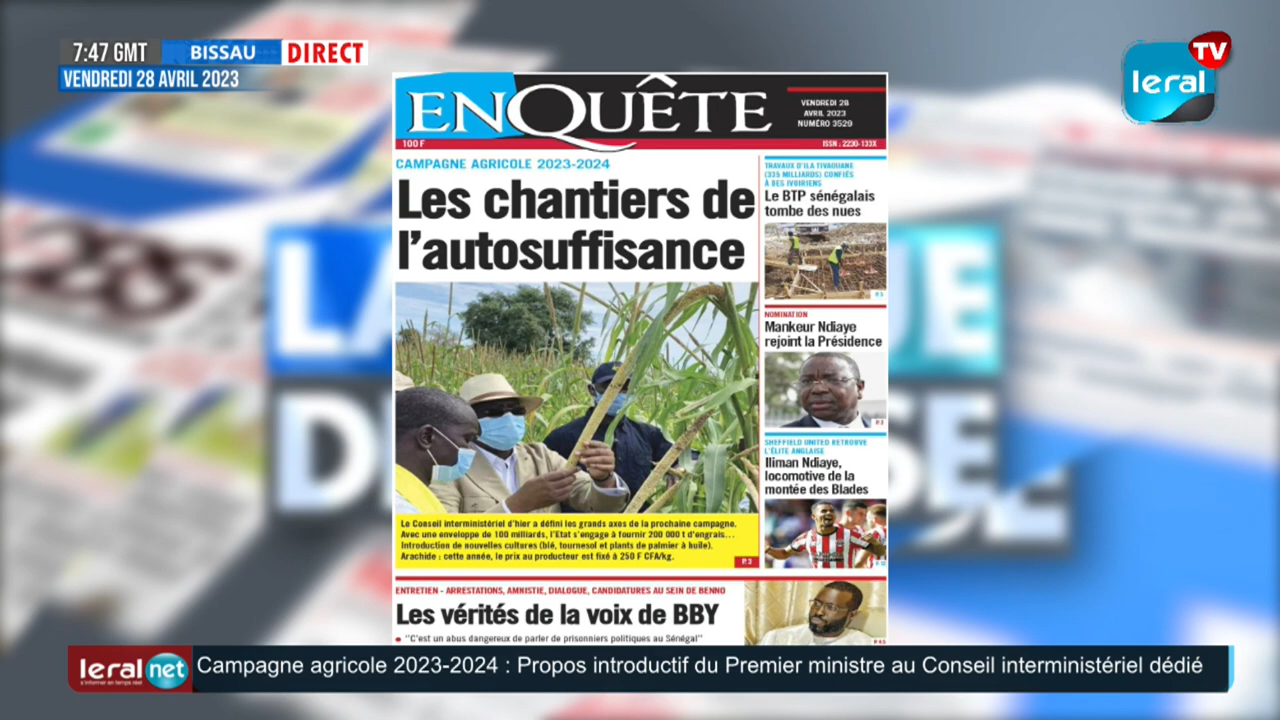 7:47 GMT
BISSAU
DIRECT
VENDREDI 28 AVRIL 2023
leral TV
ENQUÊTE
VENDREDI 28
AVRIL 2023
NUMÉRO 3529
100 F
ISSN : 2230-133X
CAMPAGNE AGRICOLE 2023-2024
Les chantiers de
l'autosuffisance
Le Conseil interministériel d'hier a défini les grands axes de la prochaine campagne.
Avec une enveloppe de 100 milliards, l'Etat s'engage à fournir 200 000 t d'engrais...
Introduction de nouvelles cultures (blé, tournesol et plants de palmier à huile).
Arachide : cette année, le prix au producteur est fixé à 250 F CFA/kg.
P. 3
TRAVAUX D'ILA TIVAOUANE
(335 MILLIARDS) CONFIÉS
À DES IVOIRIENS
Le BTP sénégalais
tombe des nues
NOMINATION
Mankeur Ndiaye
rejoint la Présidence
SHEFFIELD UNITED RETROUVE
L'ÉLITE ANGLAISE
Iliman Ndiaye,
locomotive de la
montée des Blades
ENTRETIEN - ARRESTATIONS, AMNISTIE, DIALOGUE, CANDIDATURES AU SEIN DE BENNO
Les vérités de la voix de BBY
"C'est un abus dangereux de parler de prisonniers politiques au Sénégal"
leral net
s'informer en temps réel
Campagne agricole 2023-2024 : Propos introductif du Premier ministre au Conseil interministériel dédié